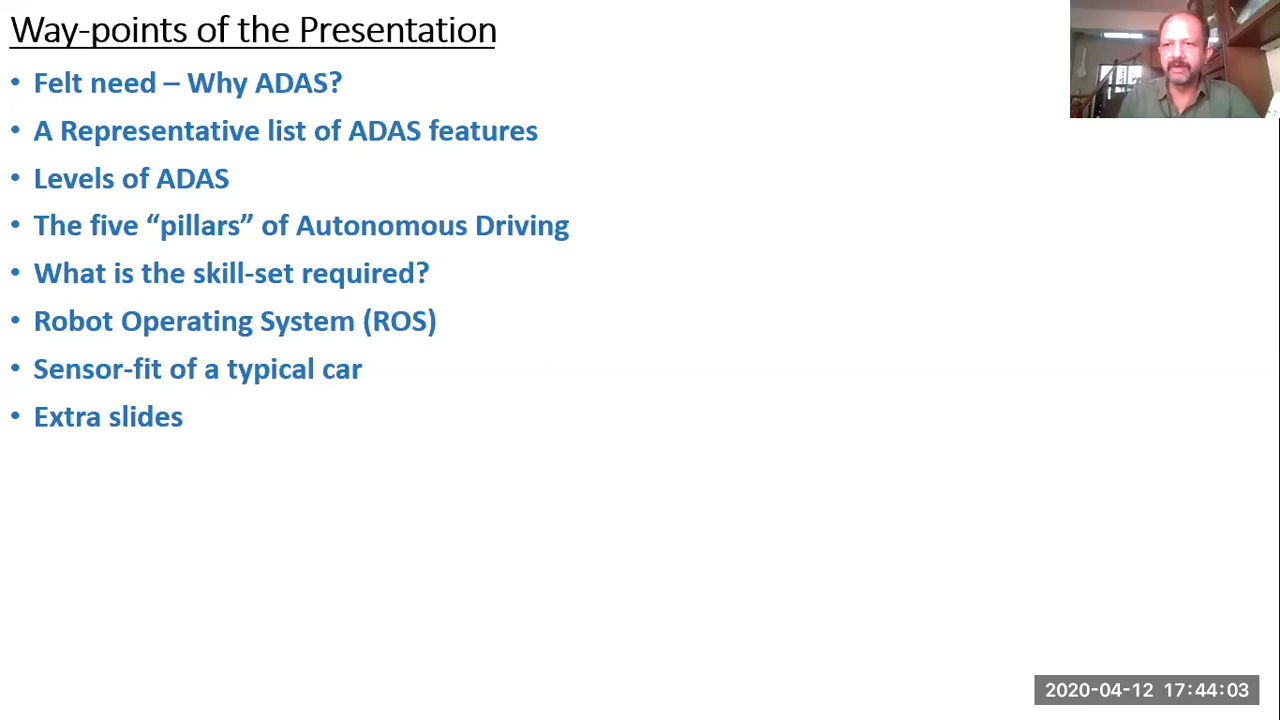 Way-points of the Presentation
• Felt need – Why ADAS?
• A Representative list of ADAS features
• Levels of ADAS
• The five “pillars” of Autonomous Driving
• What is the skill-set required?
• Robot Operating System (ROS)
• Sensor-fit of a typical car
• Extra slides
2020-04-12 17:44:03